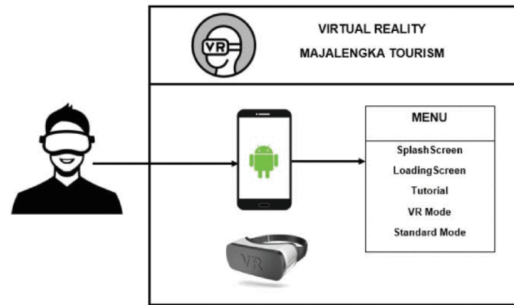 VR
VIRTUAL REALITY
MAJALENGKA TOURISM
MENU
SplashScreen
LoadingScreen
Tutorial
VR Mode
Standard Mode
VR